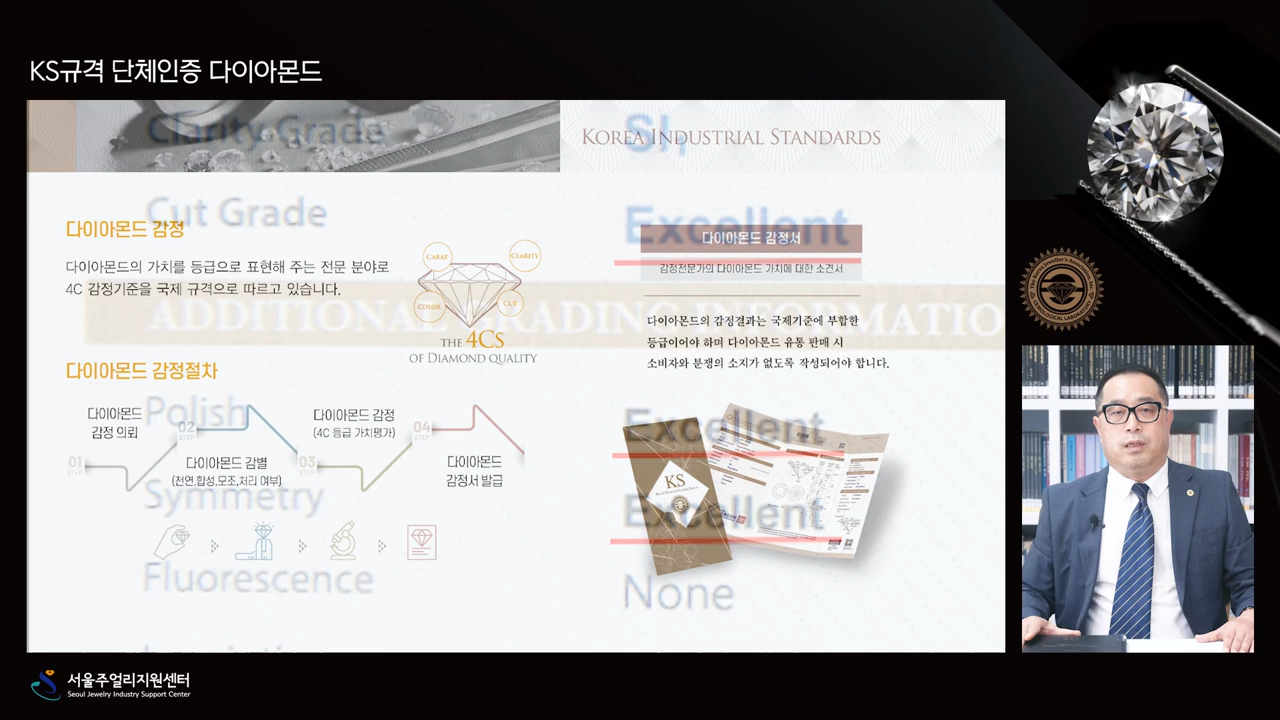 KS규격 단체인증 다이아몬드
Clarity Grade
SI,
KOREA INDUSTRIAL STANDARDS
Cut Grade
Excellent
다이아몬드 감정
다이아몬드의 가치를 등급으로 표현해 주는 전문 분야로
4C 감정기준을 국제 규격으로 따르고 있습니다.
CARAT
CLARITY
COLOR
CUT
THE 4Cs
OF DIAMOND QUALITY
다이아몬드 감정서
감정전문가의 다이아몬드 가치에 대한 소견서
다이아몬드의 감정결과는 국제기준에 부합한
등급이어야 하며 다이아몬드 유통 판매 시
소비자와 분쟁의 소지가 없도록 작성되어야 합니다.
ADDITIONAL GRADING INFORMATIO
다이아몬드 감정절차
01 STEP
다이아몬드
감정 의뢰
02 STEP
다이아몬드 감별
(천연,합성,모조,처리 여부)
03 STEP
다이아몬드 감정
(4C 등급 가치평가)
04 STEP
다이아몬드
감정서 발급
Polish
Excellent
Symmetry
Excellent
KS
Fluorescence
None
서울주얼리지원센터
Seoul Jewelry Industry Support Center